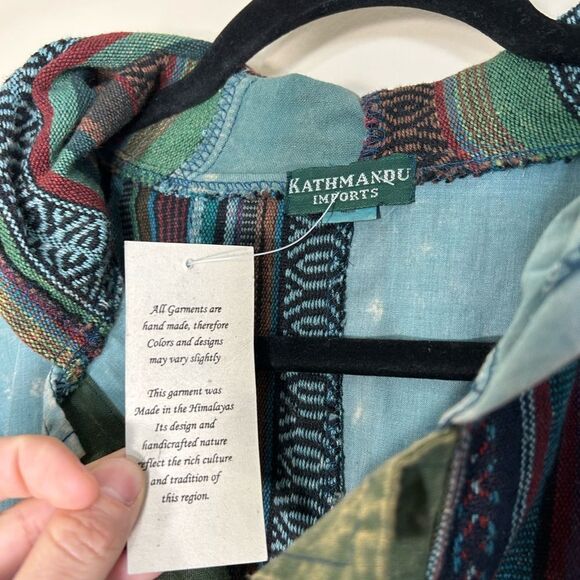 KATHMANDU
IMPORTS
All Garments are
hand made, therefore
Colors and designs
may vary slightly
This garment was
Made in the Himalayas
Its design and
handicrafted nature
reflect the rich culture
and tradition of
this region.